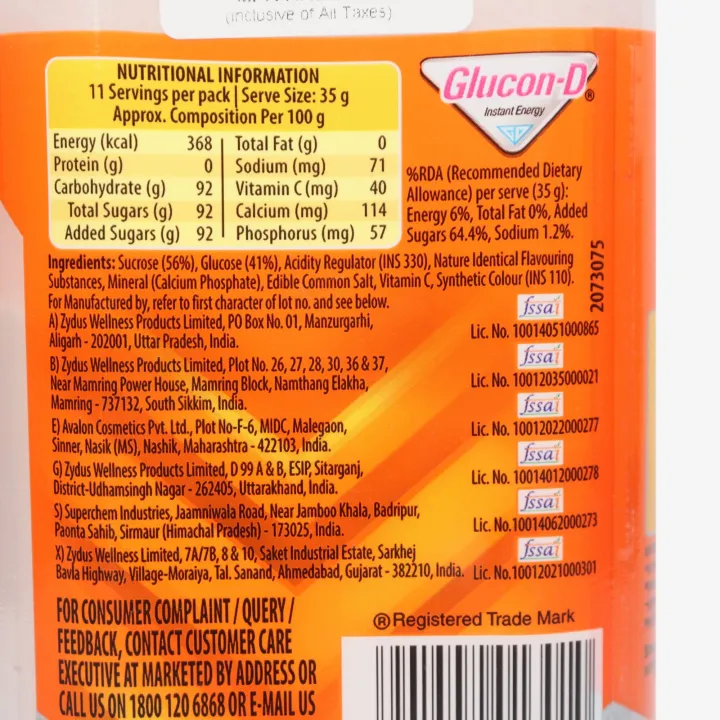 (Inclusive of All Taxes)
NUTRITIONAL INFORMATION
11 Servings per pack | Serve Size: 35 g
Approx. Composition Per 100 g
Energy (kcal) 368
Protein (g) 0
Carbohydrate (g) 92
Total Sugars (g) 92
Added Sugars (g) 92
Total Fat (g) 0
Sodium (mg) 71
Vitamin C (mg) 40
Calcium (mg) 114
Phosphorus (mg) 57
Glucon-D®
Instant Energy
%RDA (Recommended Dietary
Allowance) per serve (35 g):
Energy 6%, Total Fat 0%, Added
Sugars 64.4%, Sodium 1.2%.
2073075
Ingredients: Sucrose (56%), Glucose (41%), Acidity Regulator (INS 330), Nature Identical Flavouring
Substances, Mineral (Calcium Phosphate), Edible Common Salt, Vitamin C, Synthetic Colour (INS 110).
For Manufactured by, refer to first character of lot no. and see below.
A) Zydus Wellness Products Limited, PO Box No. 01, Manzurgarhi,
Aligarh - 202001, Uttar Pradesh, India.
fssai
Lic. No. 10014051000865
B) Zydus Wellness Products Limited, Plot No. 26, 27, 28, 30, 36 & 37,
Near Mamring Power House, Mamring Block, Namthang Elakha,
Mamring - 737132, South Sikkim, India.
fssai
Lic. No. 10012035000021
E) Avalon Cosmetics Pvt. Ltd., Plot No-F-6, MIDC, Malegaon,
Sinner, Nasik (MS), Nashik, Maharashtra - 422103, India.
fssai
Lic. No. 10012022000277
G) Zydus Wellness Products Limited, D 99 A & B, ESIP, Sitarganj,
District-Udhamsingh Nagar - 262405, Uttarakhand, India.
fssai
Lic. No. 10014012000278
S) Superchem Industries, Jaamniwala Road, Near Jamboo Khala, Badripur,
Paonta Sahib, Sirmaur (Himachal Pradesh) - 173025, India.
fssai
Lic. No. 10014062000273
X) Zydus Wellness Limited, 7A/7B, 8 & 10, Saket Industrial Estate, Sarkhej
Bavla Highway, Village-Moraiya, Tal. Sanand, Ahmedabad, Gujarat - 382210, India.
fssai
Lic. No.10012021000301
FOR CONSUMER COMPLAINT / QUERY /
FEEDBACK, CONTACT CUSTOMER CARE
EXECUTIVE AT MARKETED BY ADDRESS OR
CALL US ON 1800 120 6868 OR E-MAIL US
® Registered Trade Mark